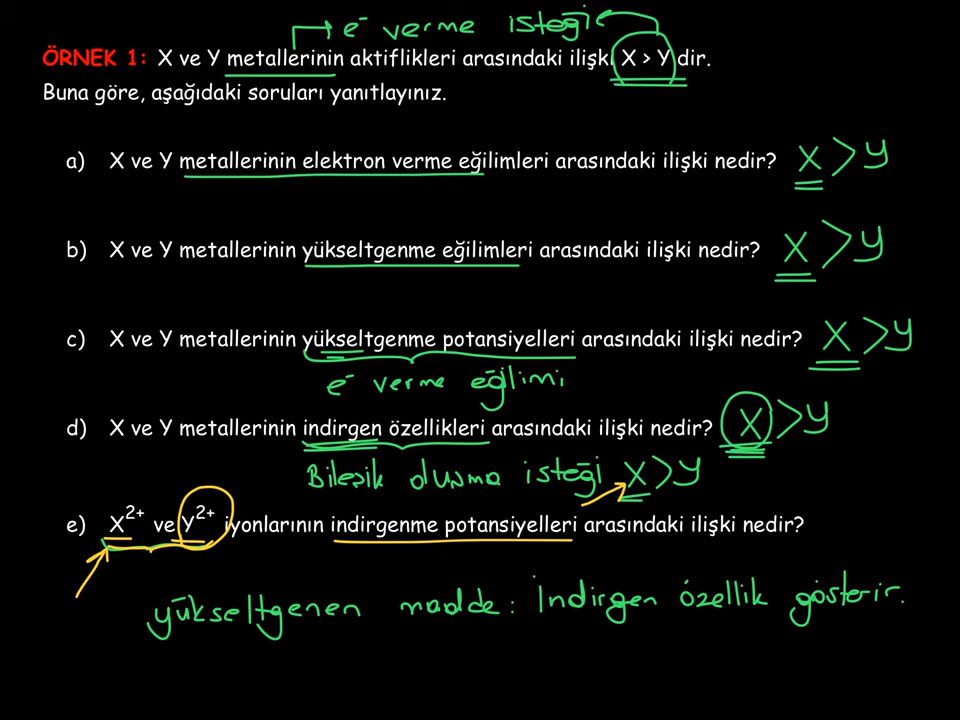 e⁻ verme isteği
ÖRNEK 1: X ve Y metallerinin aktiflikleri arasındaki ilişki X > Y dir.
Buna göre, aşağıdaki soruları yanıtlayınız.
a) X ve Y metallerinin elektron verme eğilimleri arasındaki ilişki nedir? X > Y
b) X ve Y metallerinin yükseltgenme eğilimleri arasındaki ilişki nedir? X > Y
c) X ve Y metallerinin yükseltgenme potansiyelleri arasındaki ilişki nedir? X > Y
e⁻ verme eğilimi
d) X ve Y metallerinin indirgen özellikleri arasındaki ilişki nedir? X > Y
Bileşik oluşma isteği X > Y
e) X²⁺ ve Y²⁺ iyonlarının indirgenme potansiyelleri arasındaki ilişki nedir?
yükseltgenen madde: İndirgen özellik gösterir.